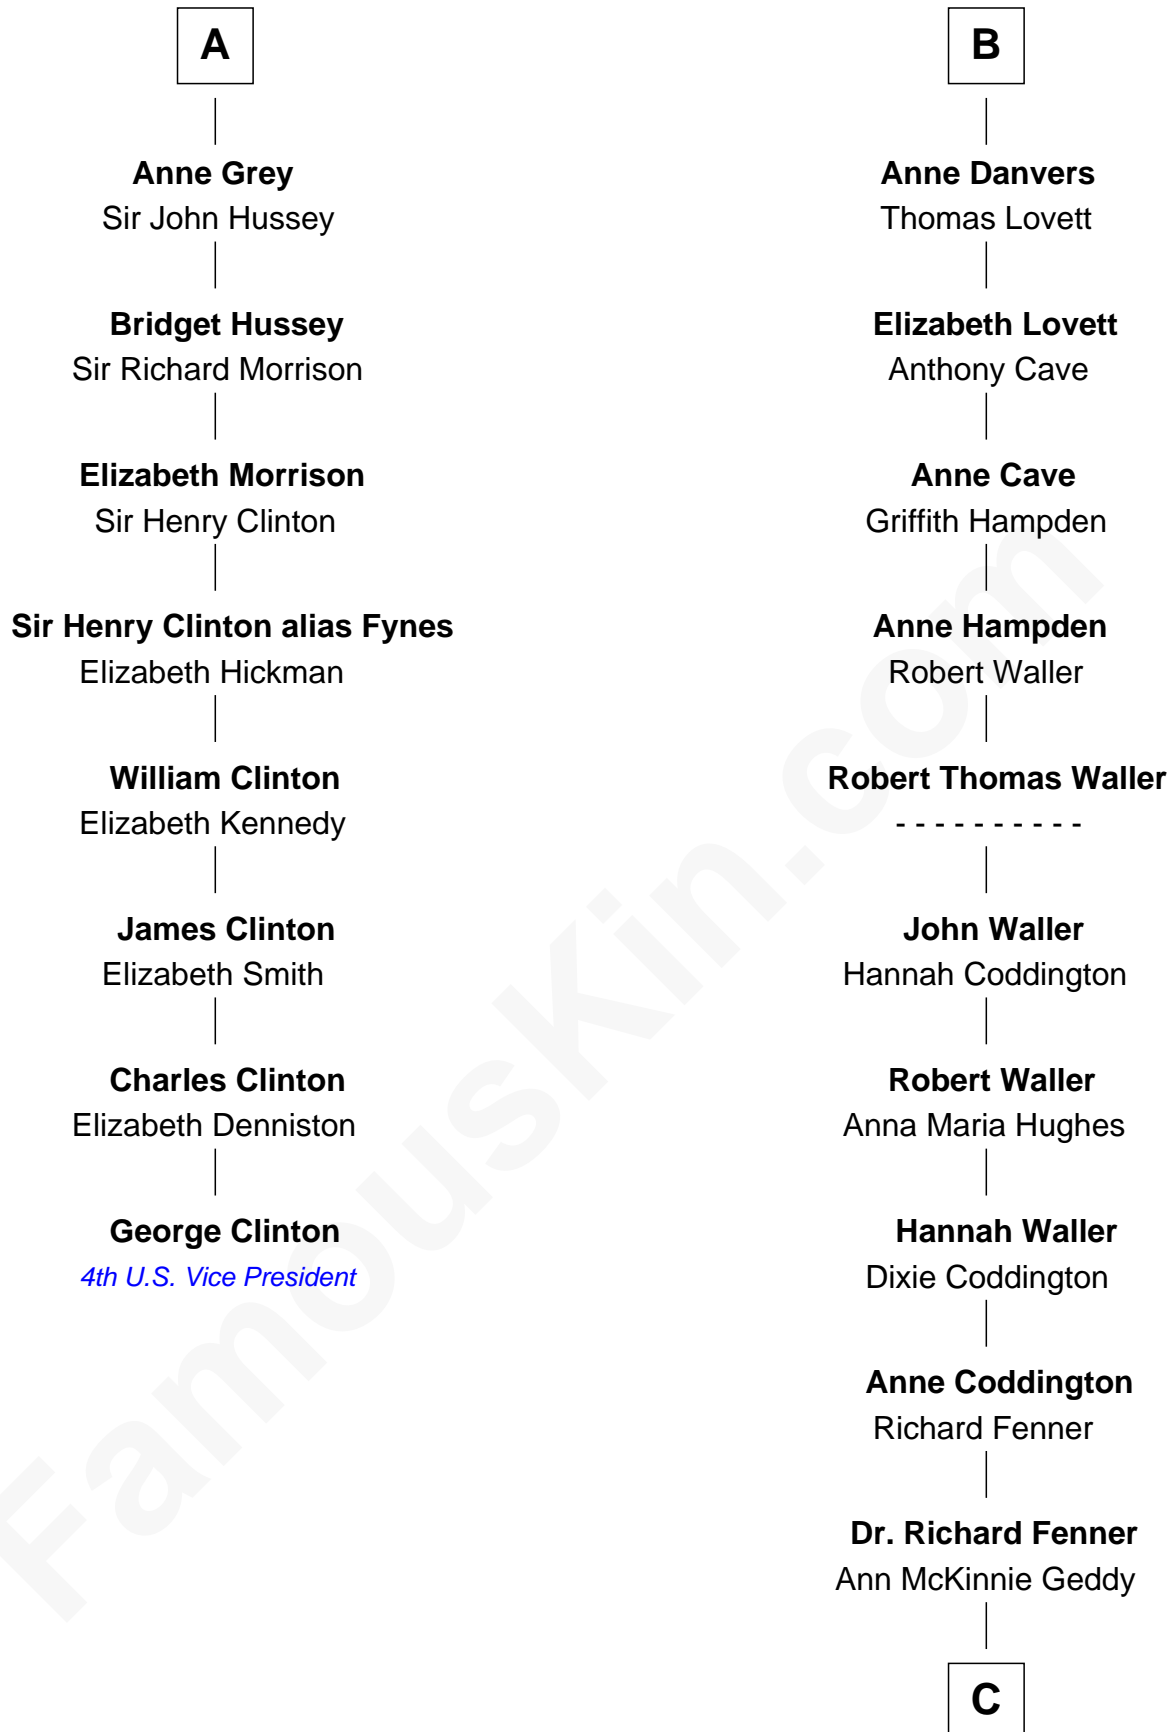 A
Anne Grey
Sir John Hussey
Bridget Hussey
Sir Richard Morrison
Elizabeth Morrison
Sir Henry Clinton
Sir Henry Clinton alias Fynes
Elizabeth Hickman
William Clinton
Elizabeth Kennedy
James Clinton
Elizabeth Smith
Charles Clinton
Elizabeth Denniston
George Clinton
4th U.S. Vice President
B
Anne Danvers
Thomas Lovett
Elizabeth Lovett
Anthony Cave
Anne Cave
Griffith Hampden
Anne Hampden
Robert Waller
Robert Thomas Waller
- - - - - - - - - -
John Waller
Hannah Coddington
Robert Waller
Anna Maria Hughes
Hannah Waller
Dixie Coddington
Anne Coddington
Richard Fenner
Dr. Richard Fenner
Ann McKinnie Geddy
C
FamousKin.com